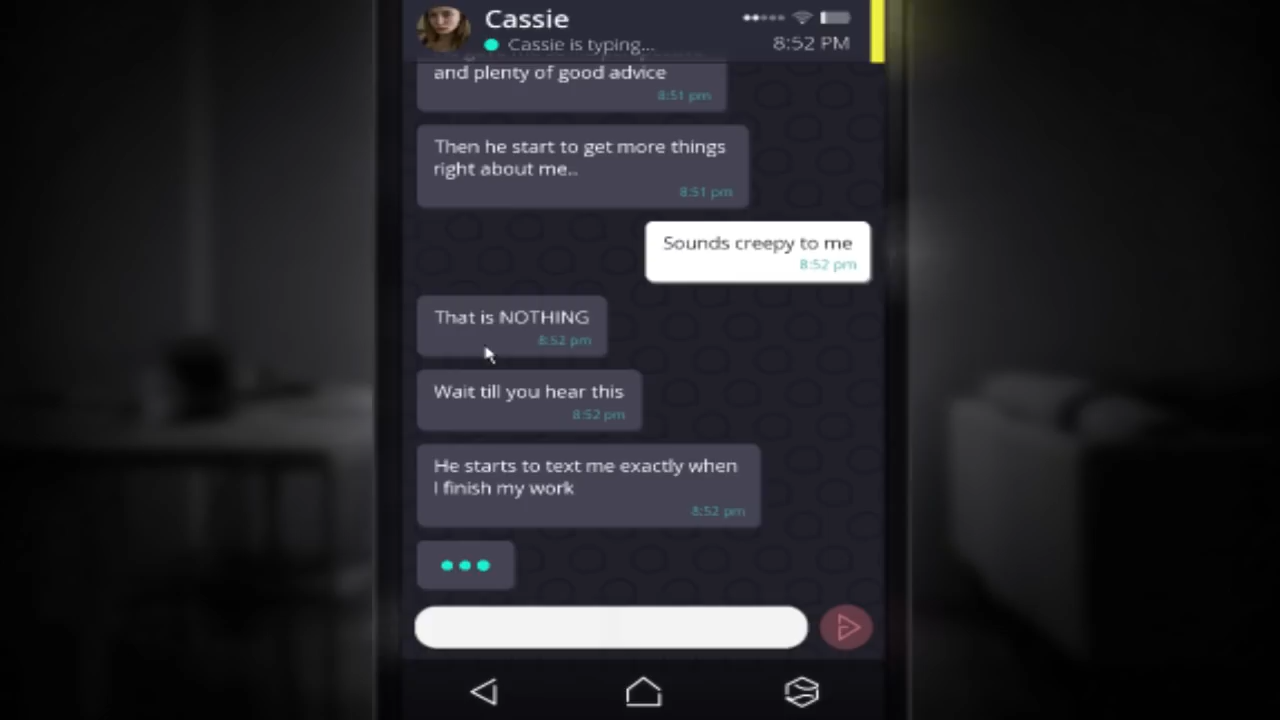 Cassie
Cassie is typing...
8:52 PM
and plenty of good advice
8:51 pm
Then he start to get more things
right about me..
8:51 pm
Sounds creepy to me
8:52 pm
That is NOTHING
8:52 pm
Wait till you hear this
8:52 pm
He starts to text me exactly when
I finish my work
8:52 pm